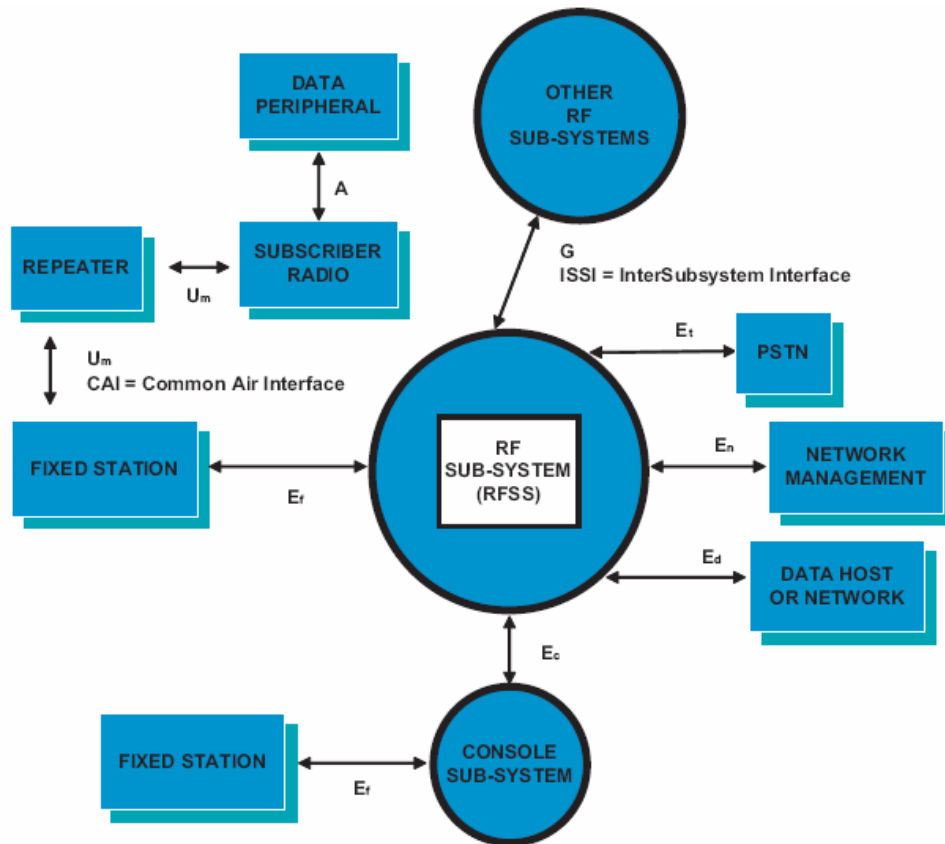 DATA
PERIPHERAL
OTHER
RF
SUB-SYSTEMS
A
REPEATER
SUBSCRIBER
RADIO
Um
G
ISSI = InterSubsystem Interface
Um
CAI = Common Air Interface
Et
PSTN
FIXED STATION
Ef
RF
SUB-SYSTEM
(RFSS)
En
NETWORK
MANAGEMENT
Ed
DATA HOST
OR NETWORK
Ec
FIXED STATION
Ef
CONSOLE
SUB-SYSTEM